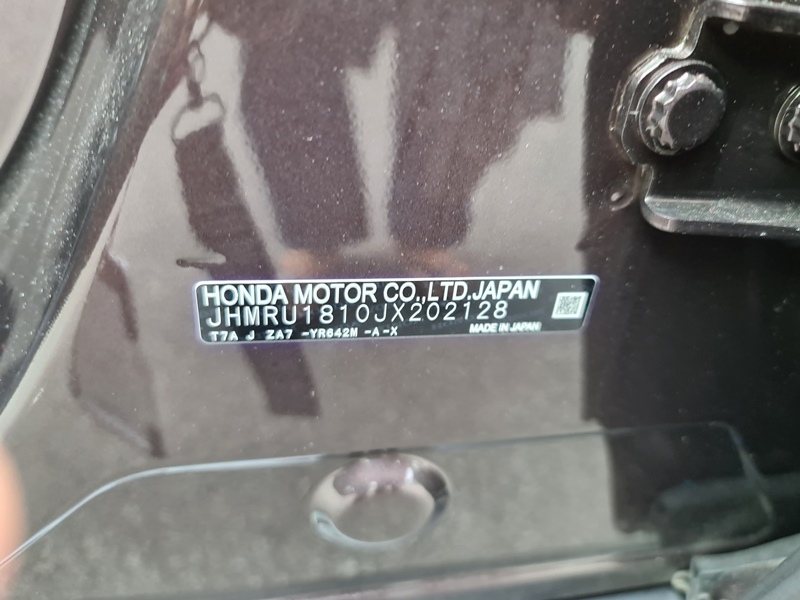 HONDA MOTOR CO.,LTD.JAPAN
JHMRU1810JX202128
T7A J ZA7 -YR642M -A-X MADE IN JAPAN